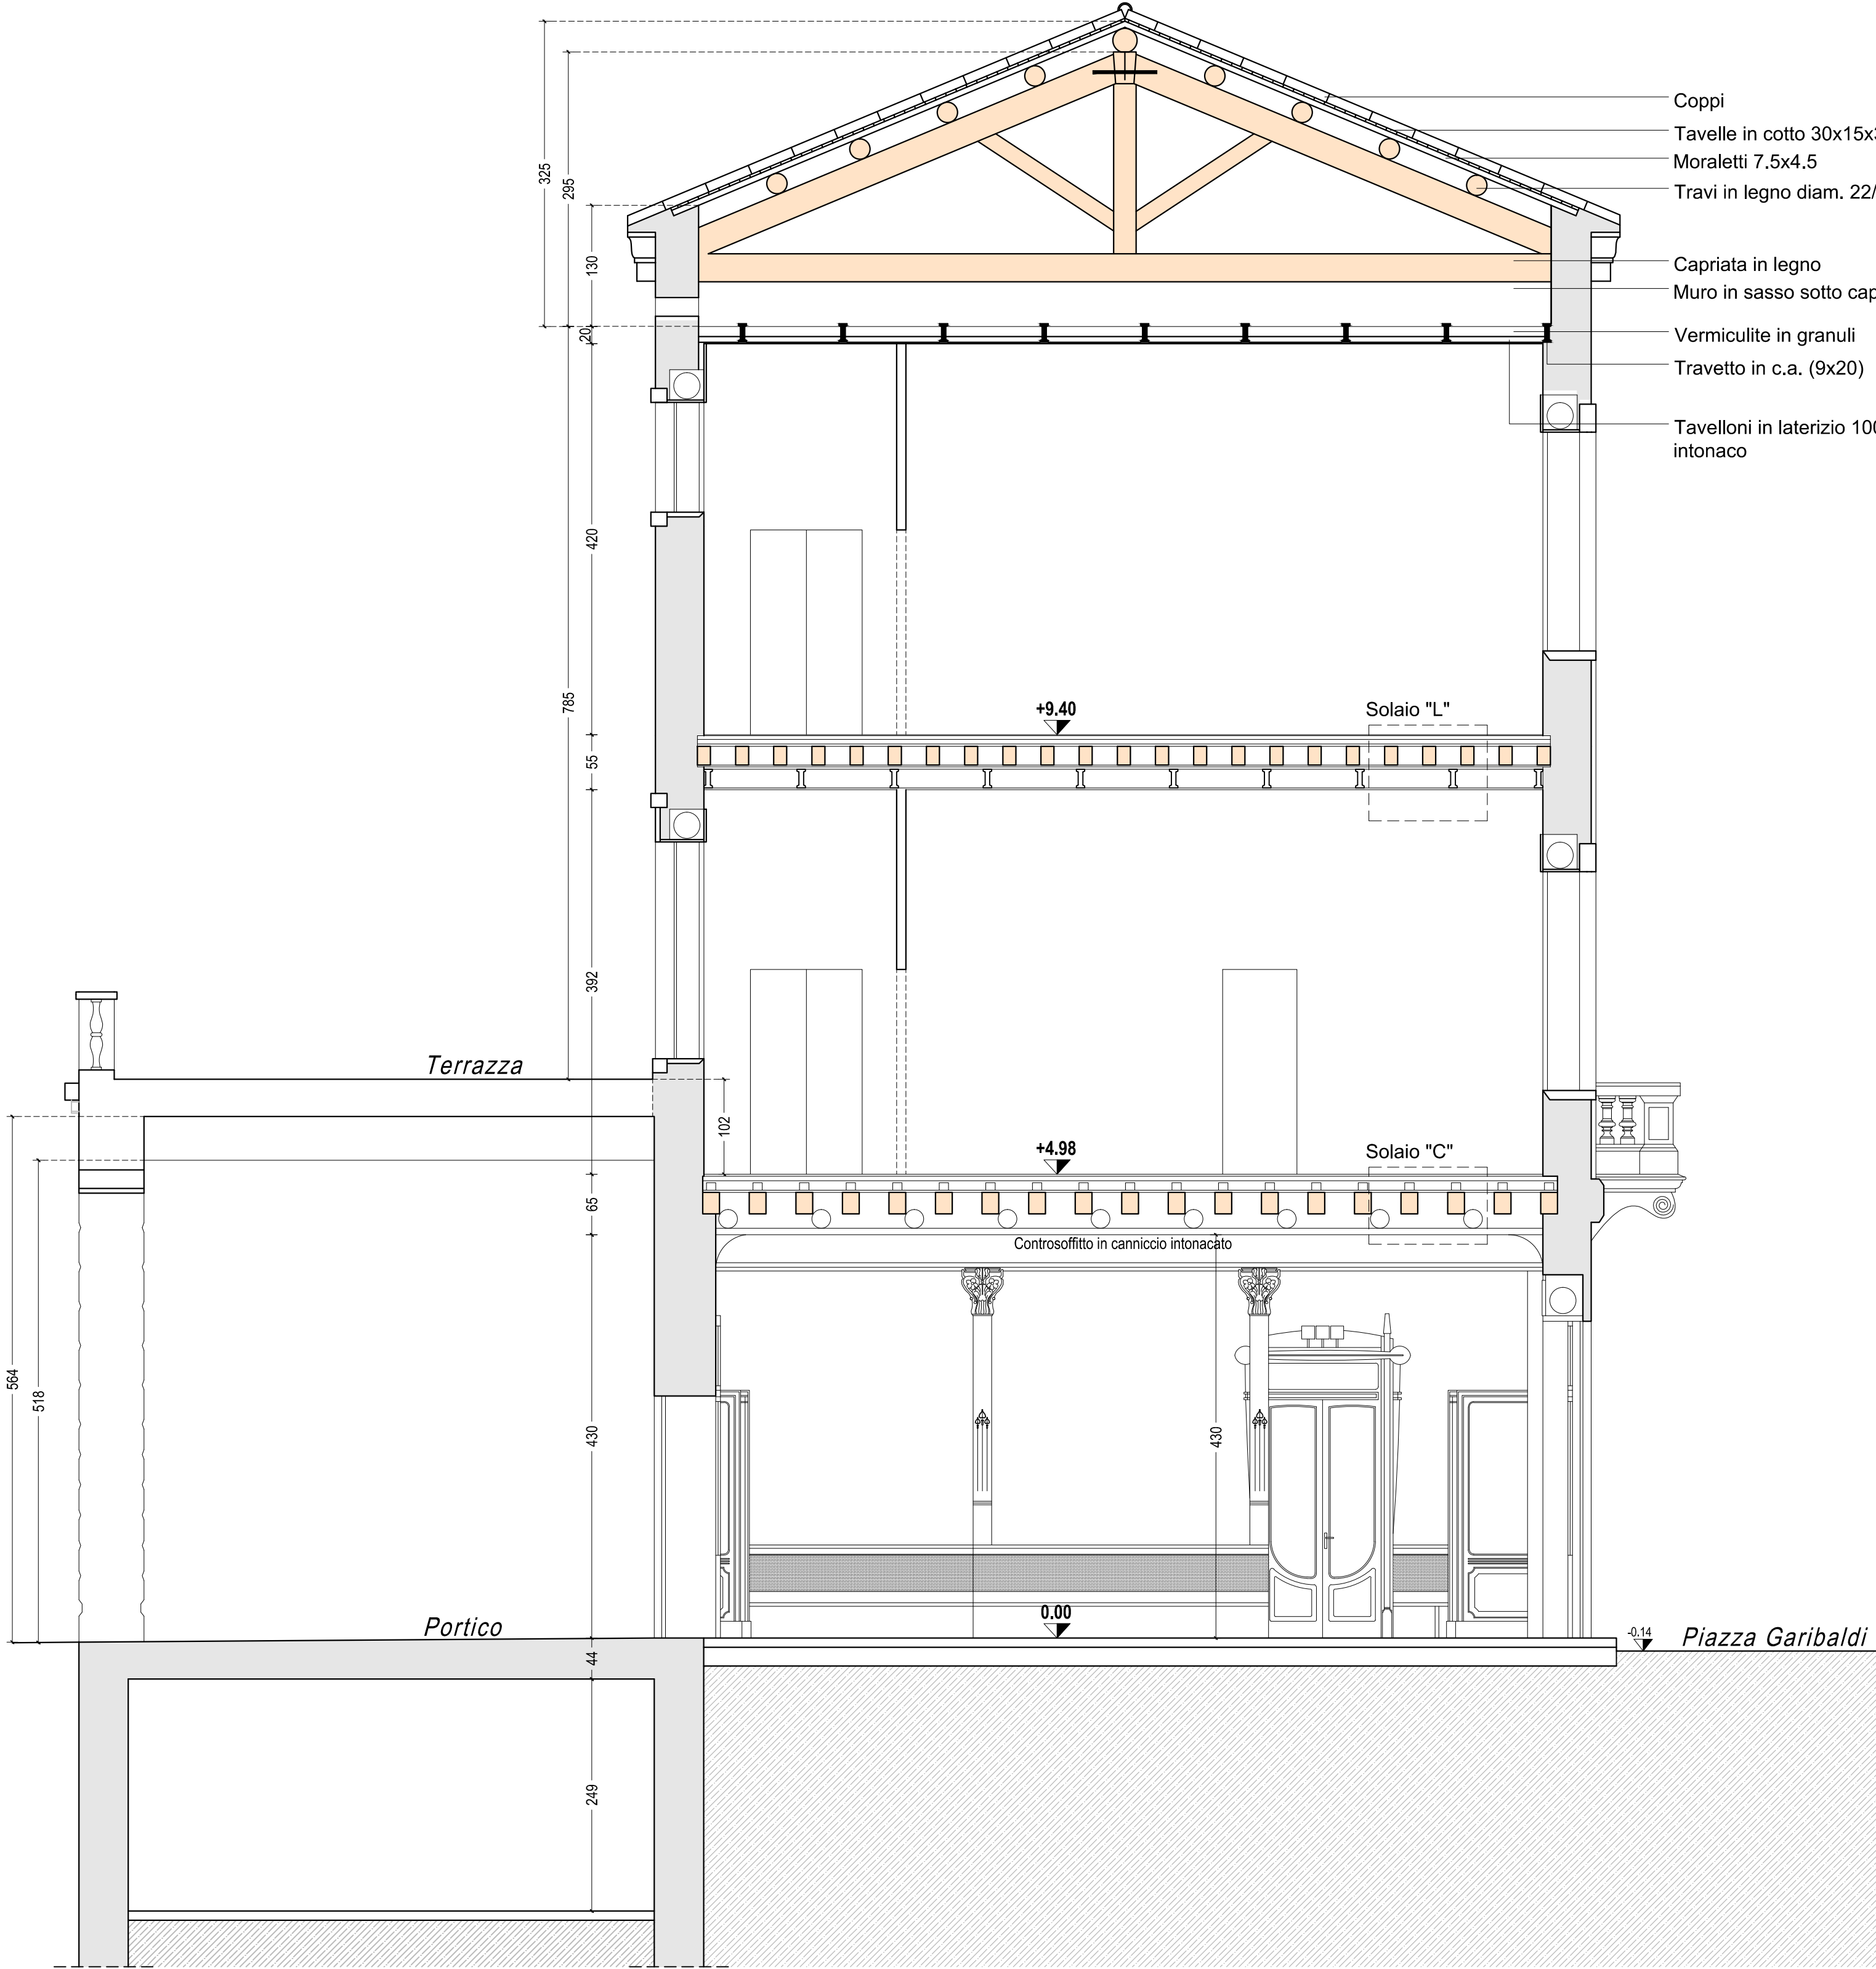 Coppi
Tavelle in cotto 30x15x3
Moraletti 7.5x4.5
Travi in legno diam. 22/
Capriata in legno
Muro in sasso sotto cap
Vermiculite in granuli
Travetto in c.a. (9x20)
Tavelloni in laterizio 100
intonaco
325
295
130
20
420
785
+9.40
Solaio "L"
55
392
Terrazza
102
+4.98
Solaio "C"
65
Controsoffitto in canniccio intonacato
564
518
430
430
0.00
Portico
-0.14
Piazza Garibaldi
44
249